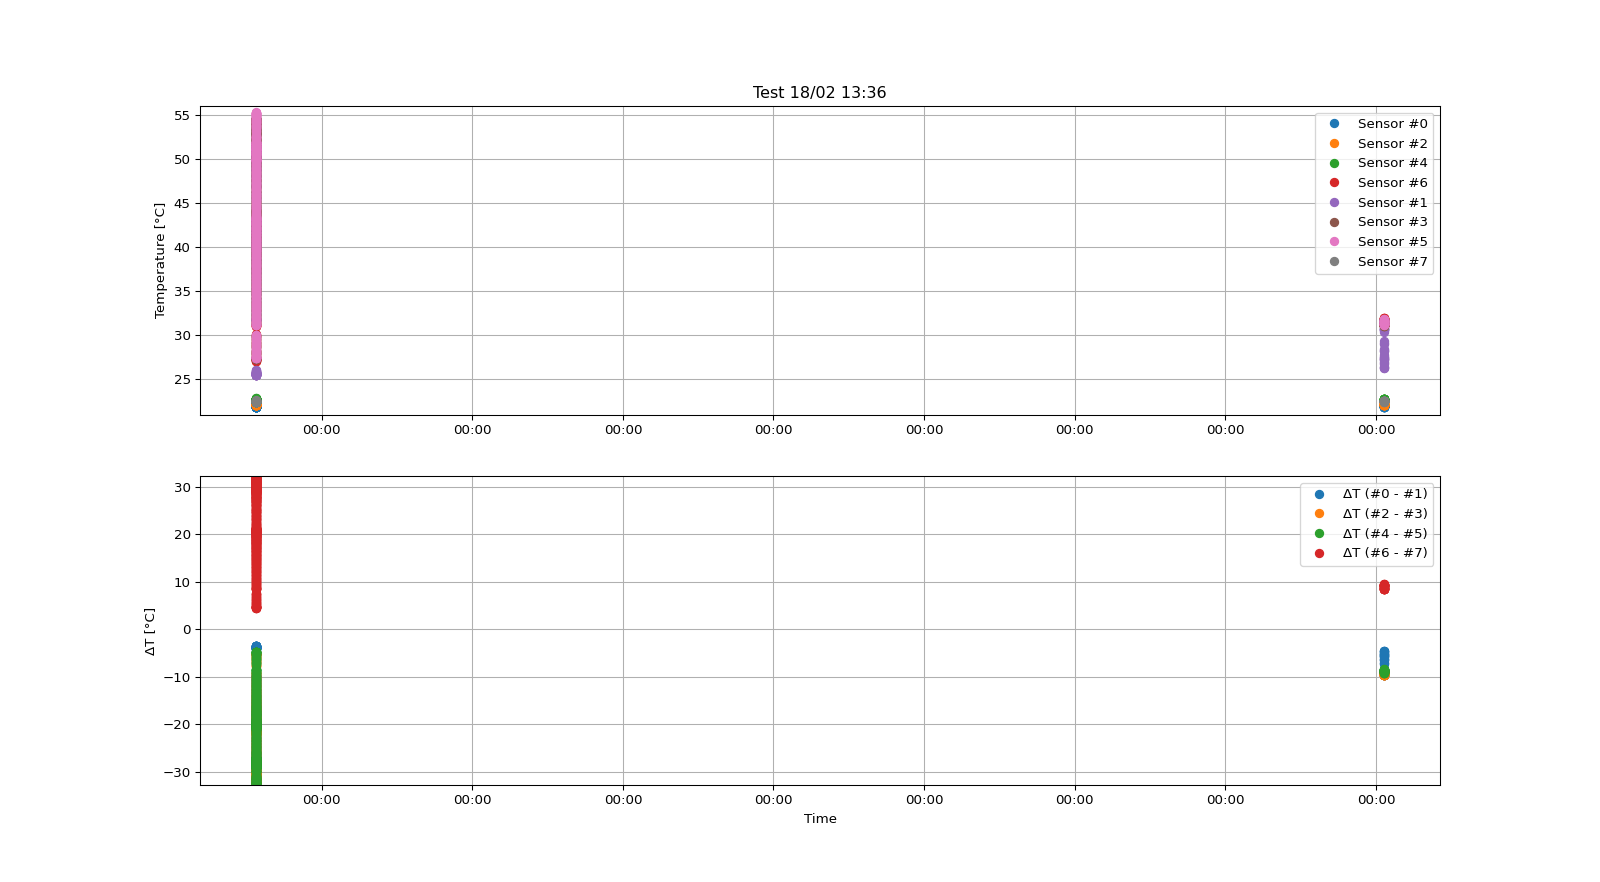 Test 18/02 13:36
55
50
45
40
35
30
25
Temperature [°C]
Sensor #0
Sensor #2
Sensor #4
Sensor #6
Sensor #1
Sensor #3
Sensor #5
Sensor #7
00:00 00:00 00:00 00:00 00:00 00:00 00:00 00:00
30
20
10
0
−10
−20
−30
ΔT [°C]
ΔT (#0 - #1)
ΔT (#2 - #3)
ΔT (#4 - #5)
ΔT (#6 - #7)
00:00 00:00 00:00 00:00 00:00 00:00 00:00 00:00
Time